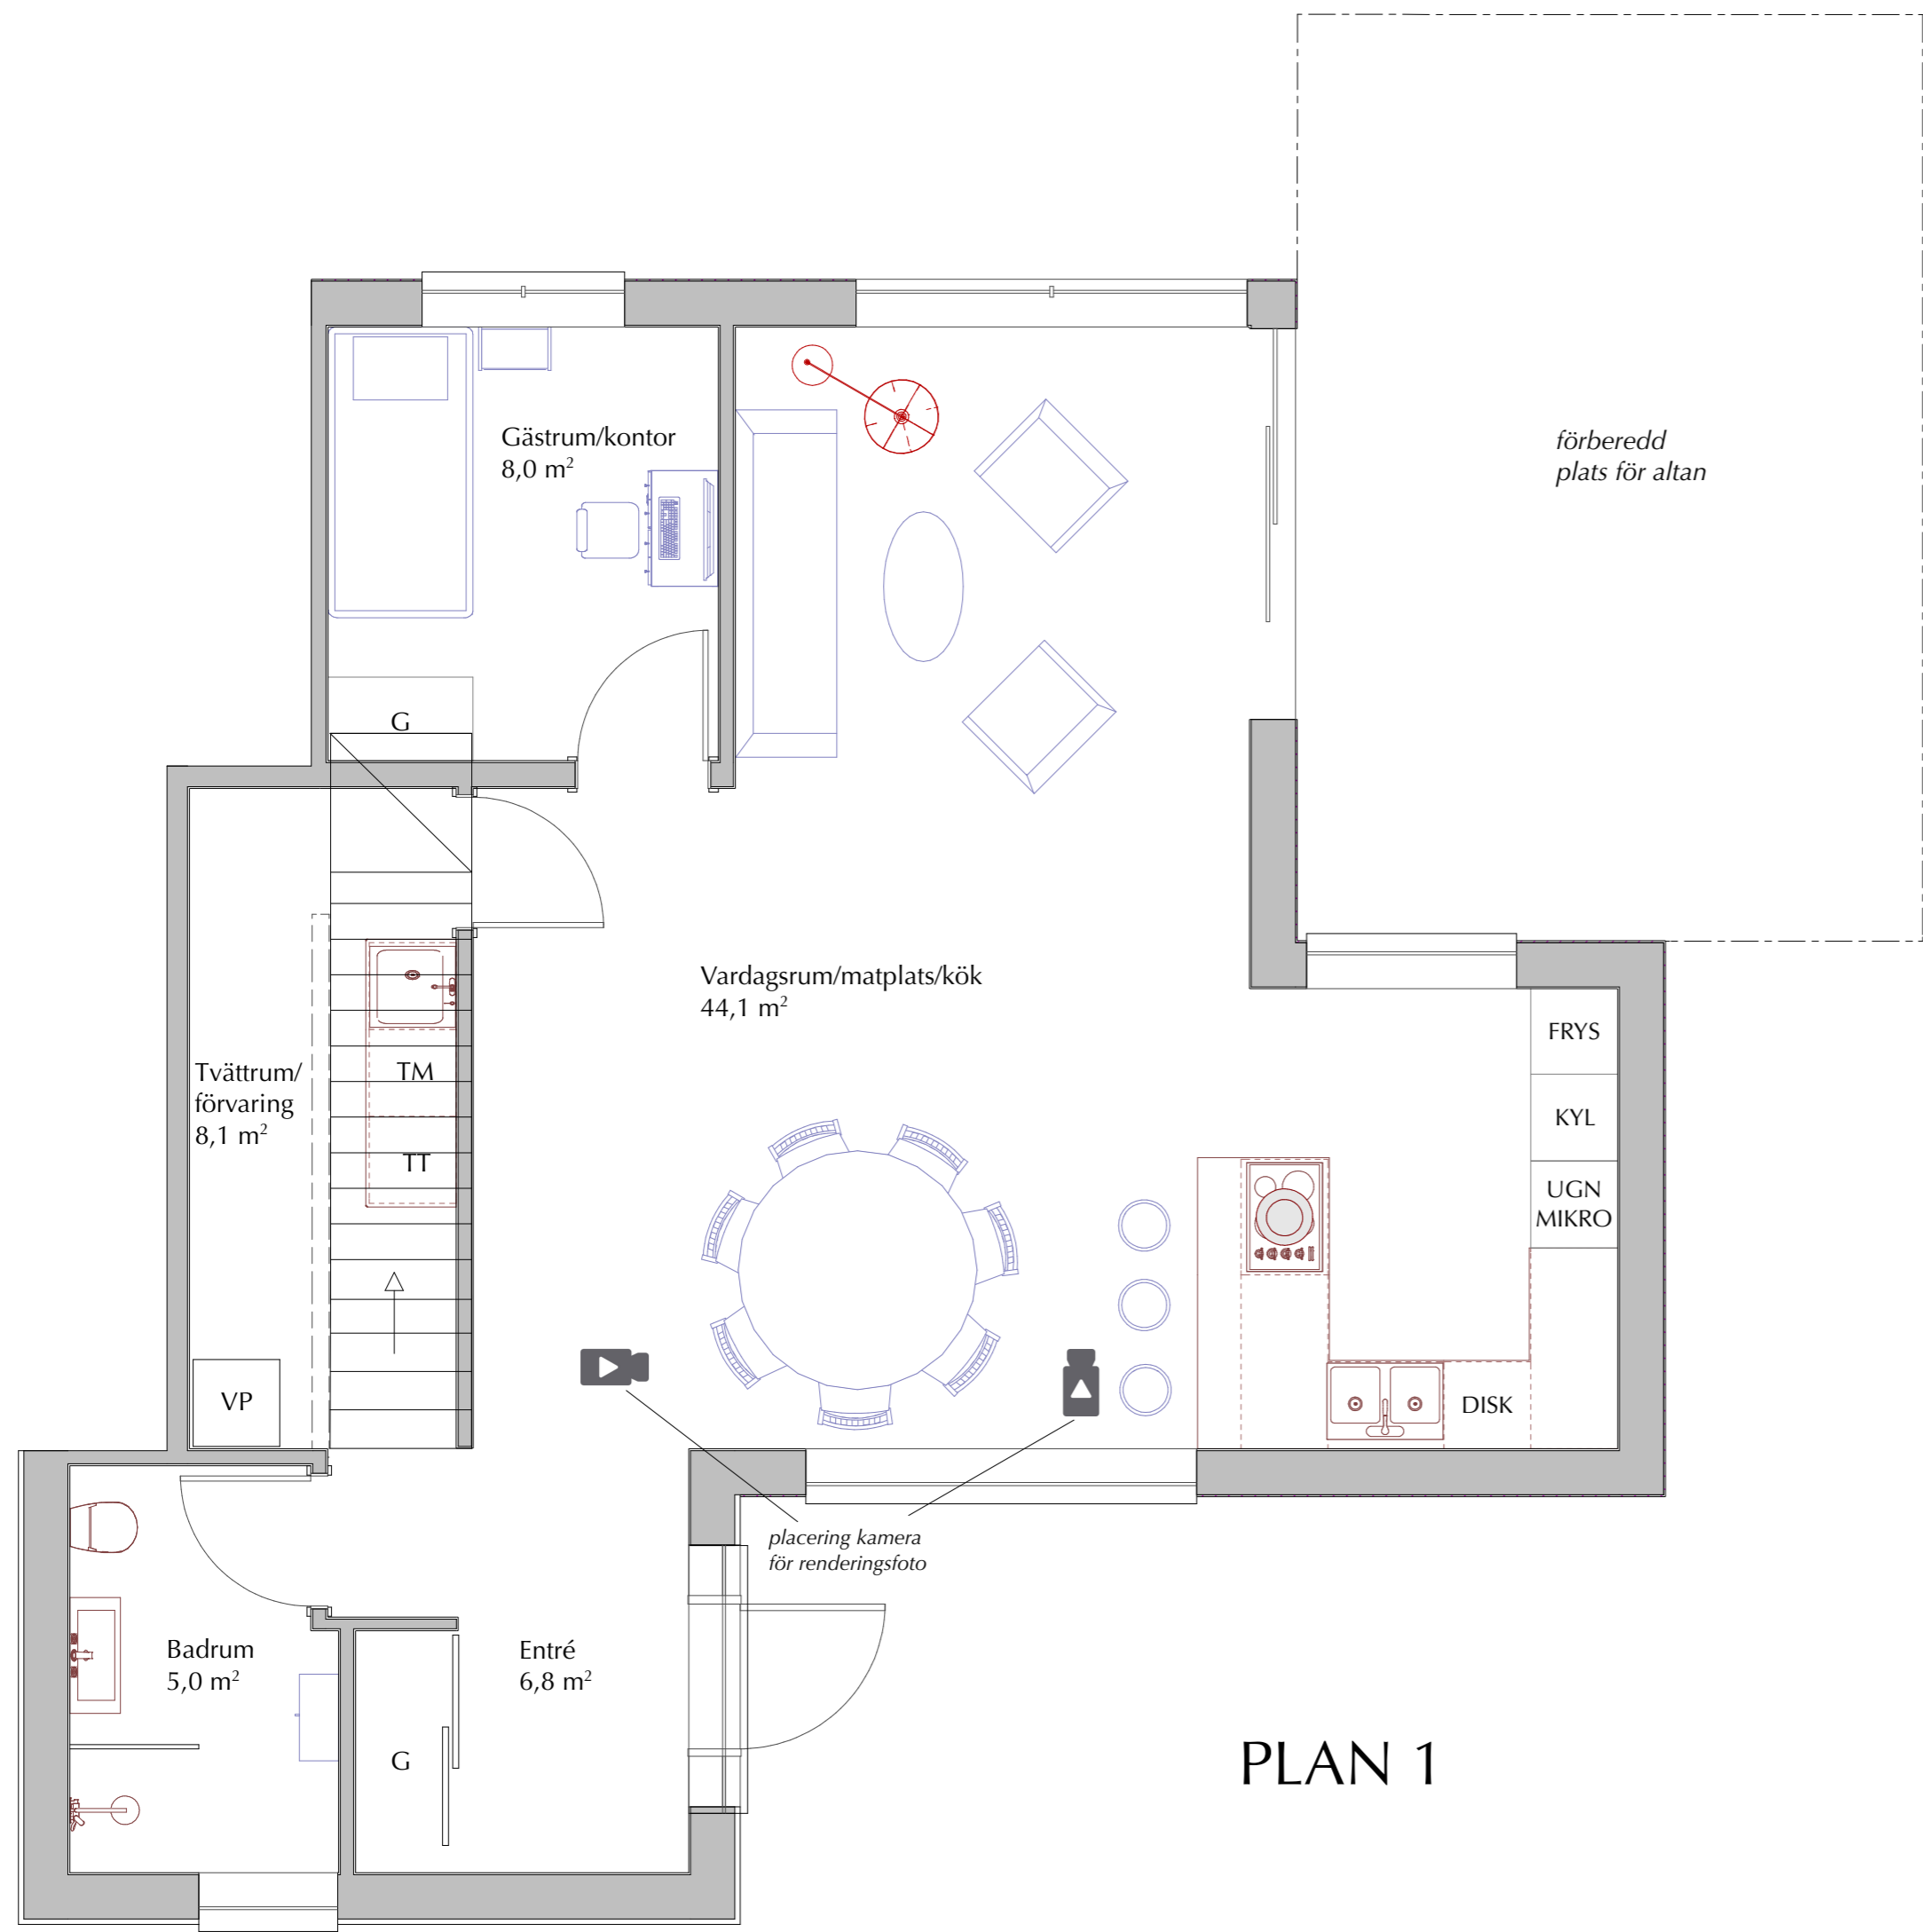 Gästrum/kontor
8,0 m²
förberedd
plats för altan
G
Vardagsrum/matplats/kök
44,1 m²
FRYS
KYL
UGN
MIKRO
Tvättrum/
förvaring
8,1 m²
TM
TT
VP
DISK
placering kamera
för renderingsfoto
Badrum
5,0 m²
Entré
6,8 m²
G
PLAN 1